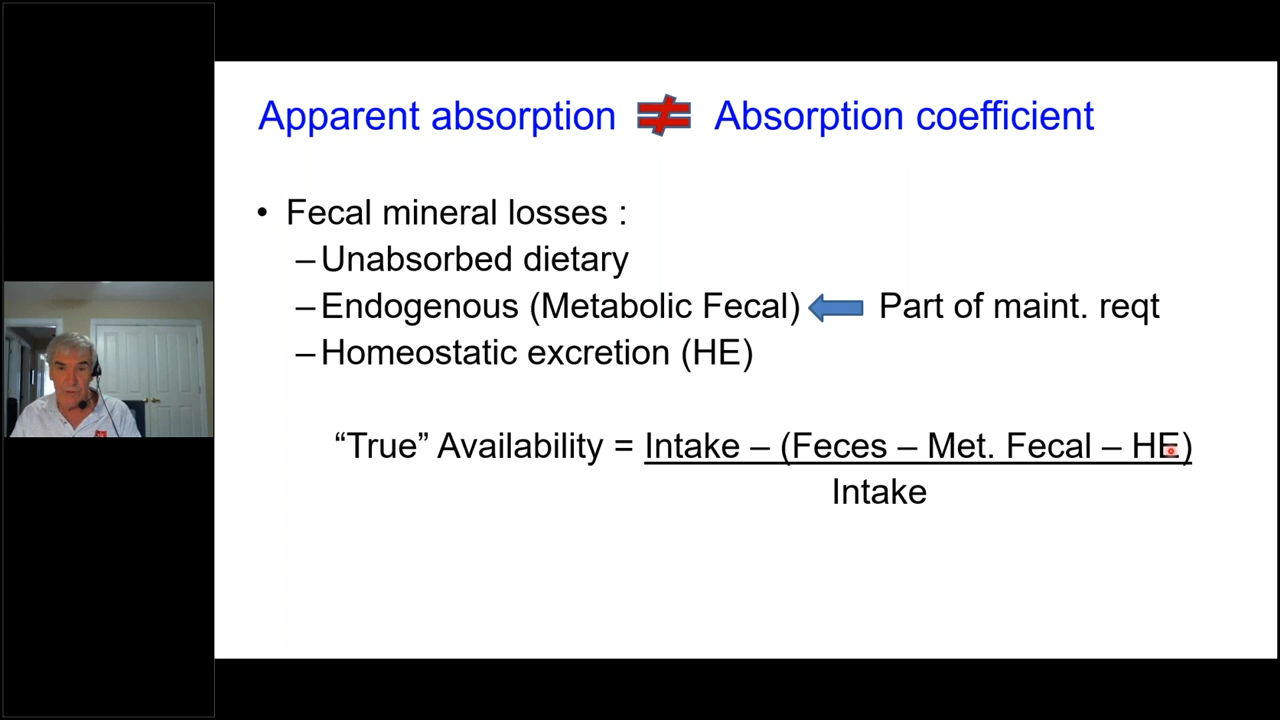 Apparent absorption ≠ Absorption coefficient
• Fecal mineral losses :
– Unabsorbed dietary
– Endogenous (Metabolic Fecal) Part of maint. reqt
– Homeostatic excretion (HE)
“True” Availability = Intake – (Feces – Met. Fecal – HE)
Intake